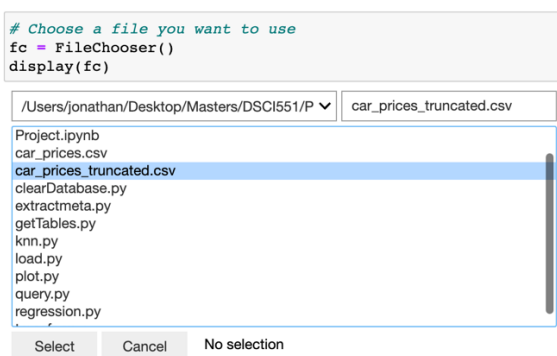 # Choose a file you want to use
fc = FileChooser()
display(fc)
/Users/jonathan/Desktop/Masters/DSCI551/P car_prices_truncated.csv
Project.ipynb
car_prices.csv
car_prices_truncated.csv
clearDatabase.py
extractmeta.py
getTables.py
knn.py
load.py
plot.py
query.py
regression.py
Select Cancel No selection